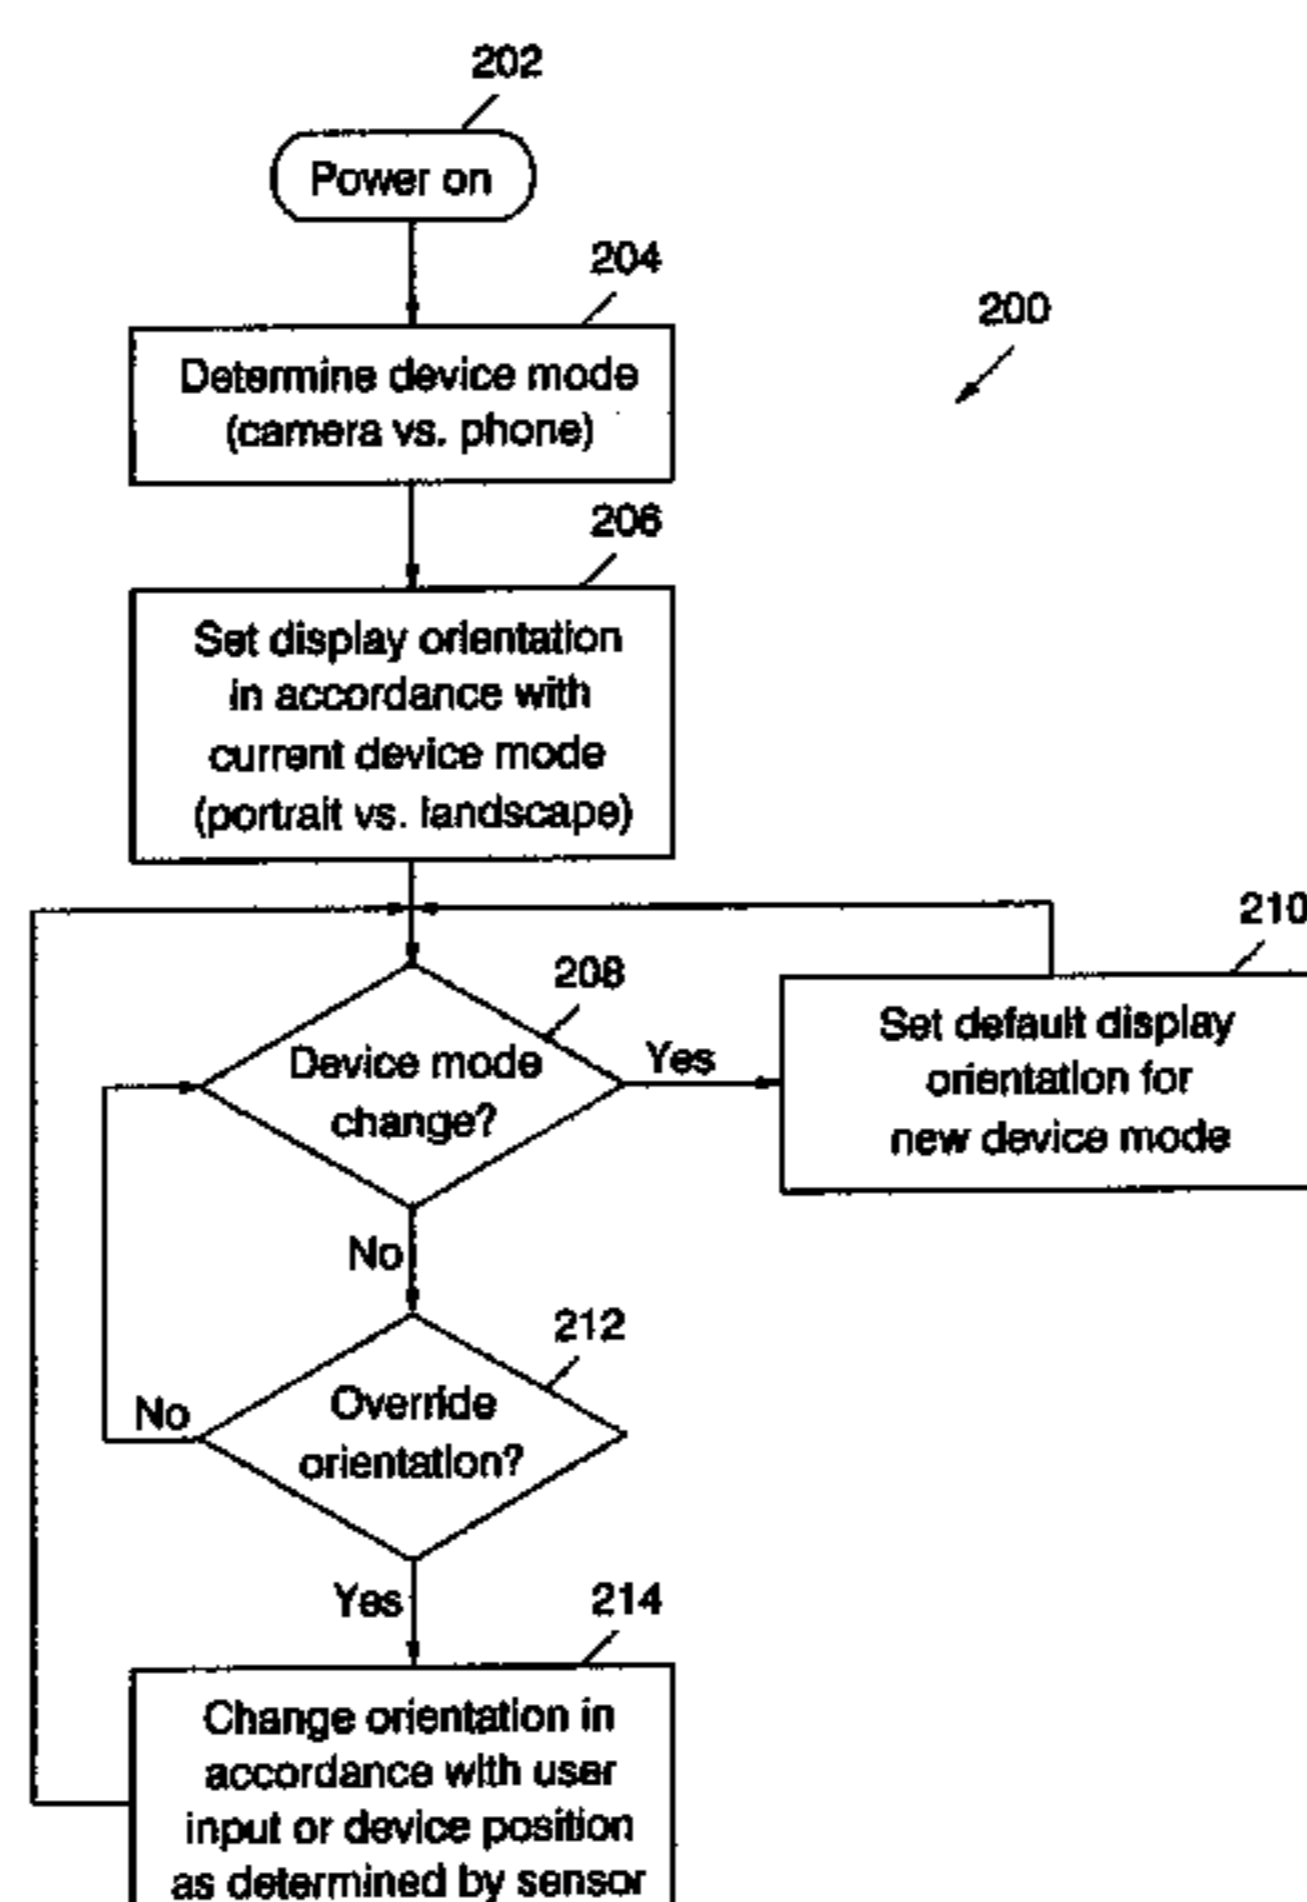 202
Power on
204
200
Determine device mode
(camera vs. phone)
206
Set display orientation
in accordance with
current device mode
(portrait vs. landscape)
210
208
Device mode
change?
Yes
Set default display
orientation for
new device mode
No
212
Override
orientation?
No
Yes
214
Change orientation in
accordance with user
input or device position
as determined by sensor